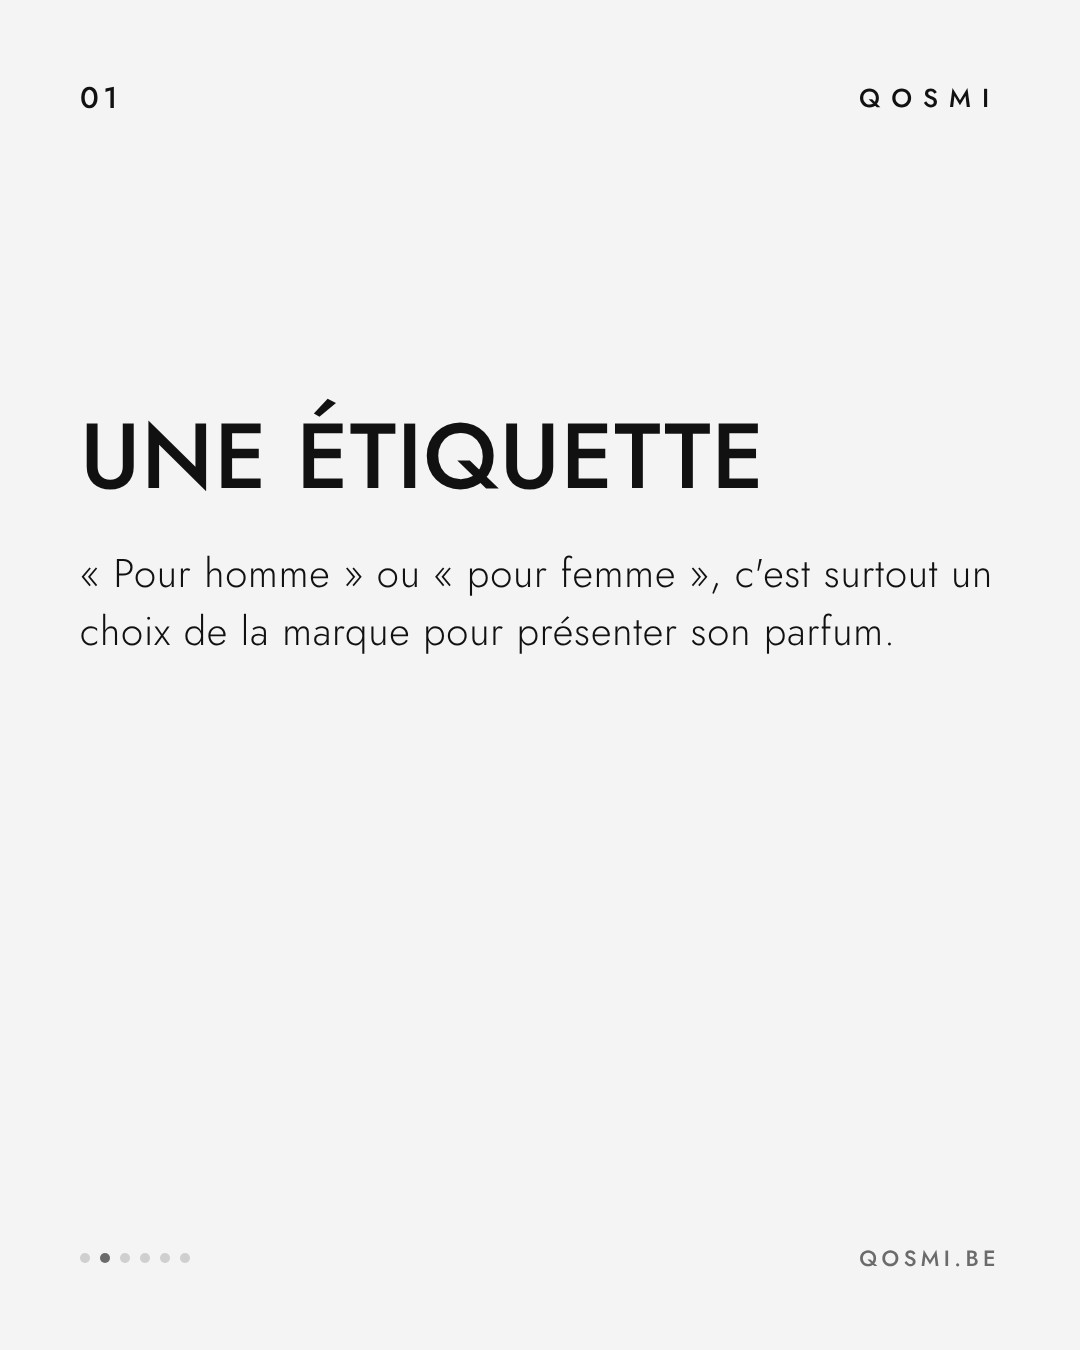 01
QOSMI
UNE ÉTIQUETTE
« Pour homme » ou « pour femme », c'est surtout un
choix de la marque pour présenter son parfum.
QOSMI.BE